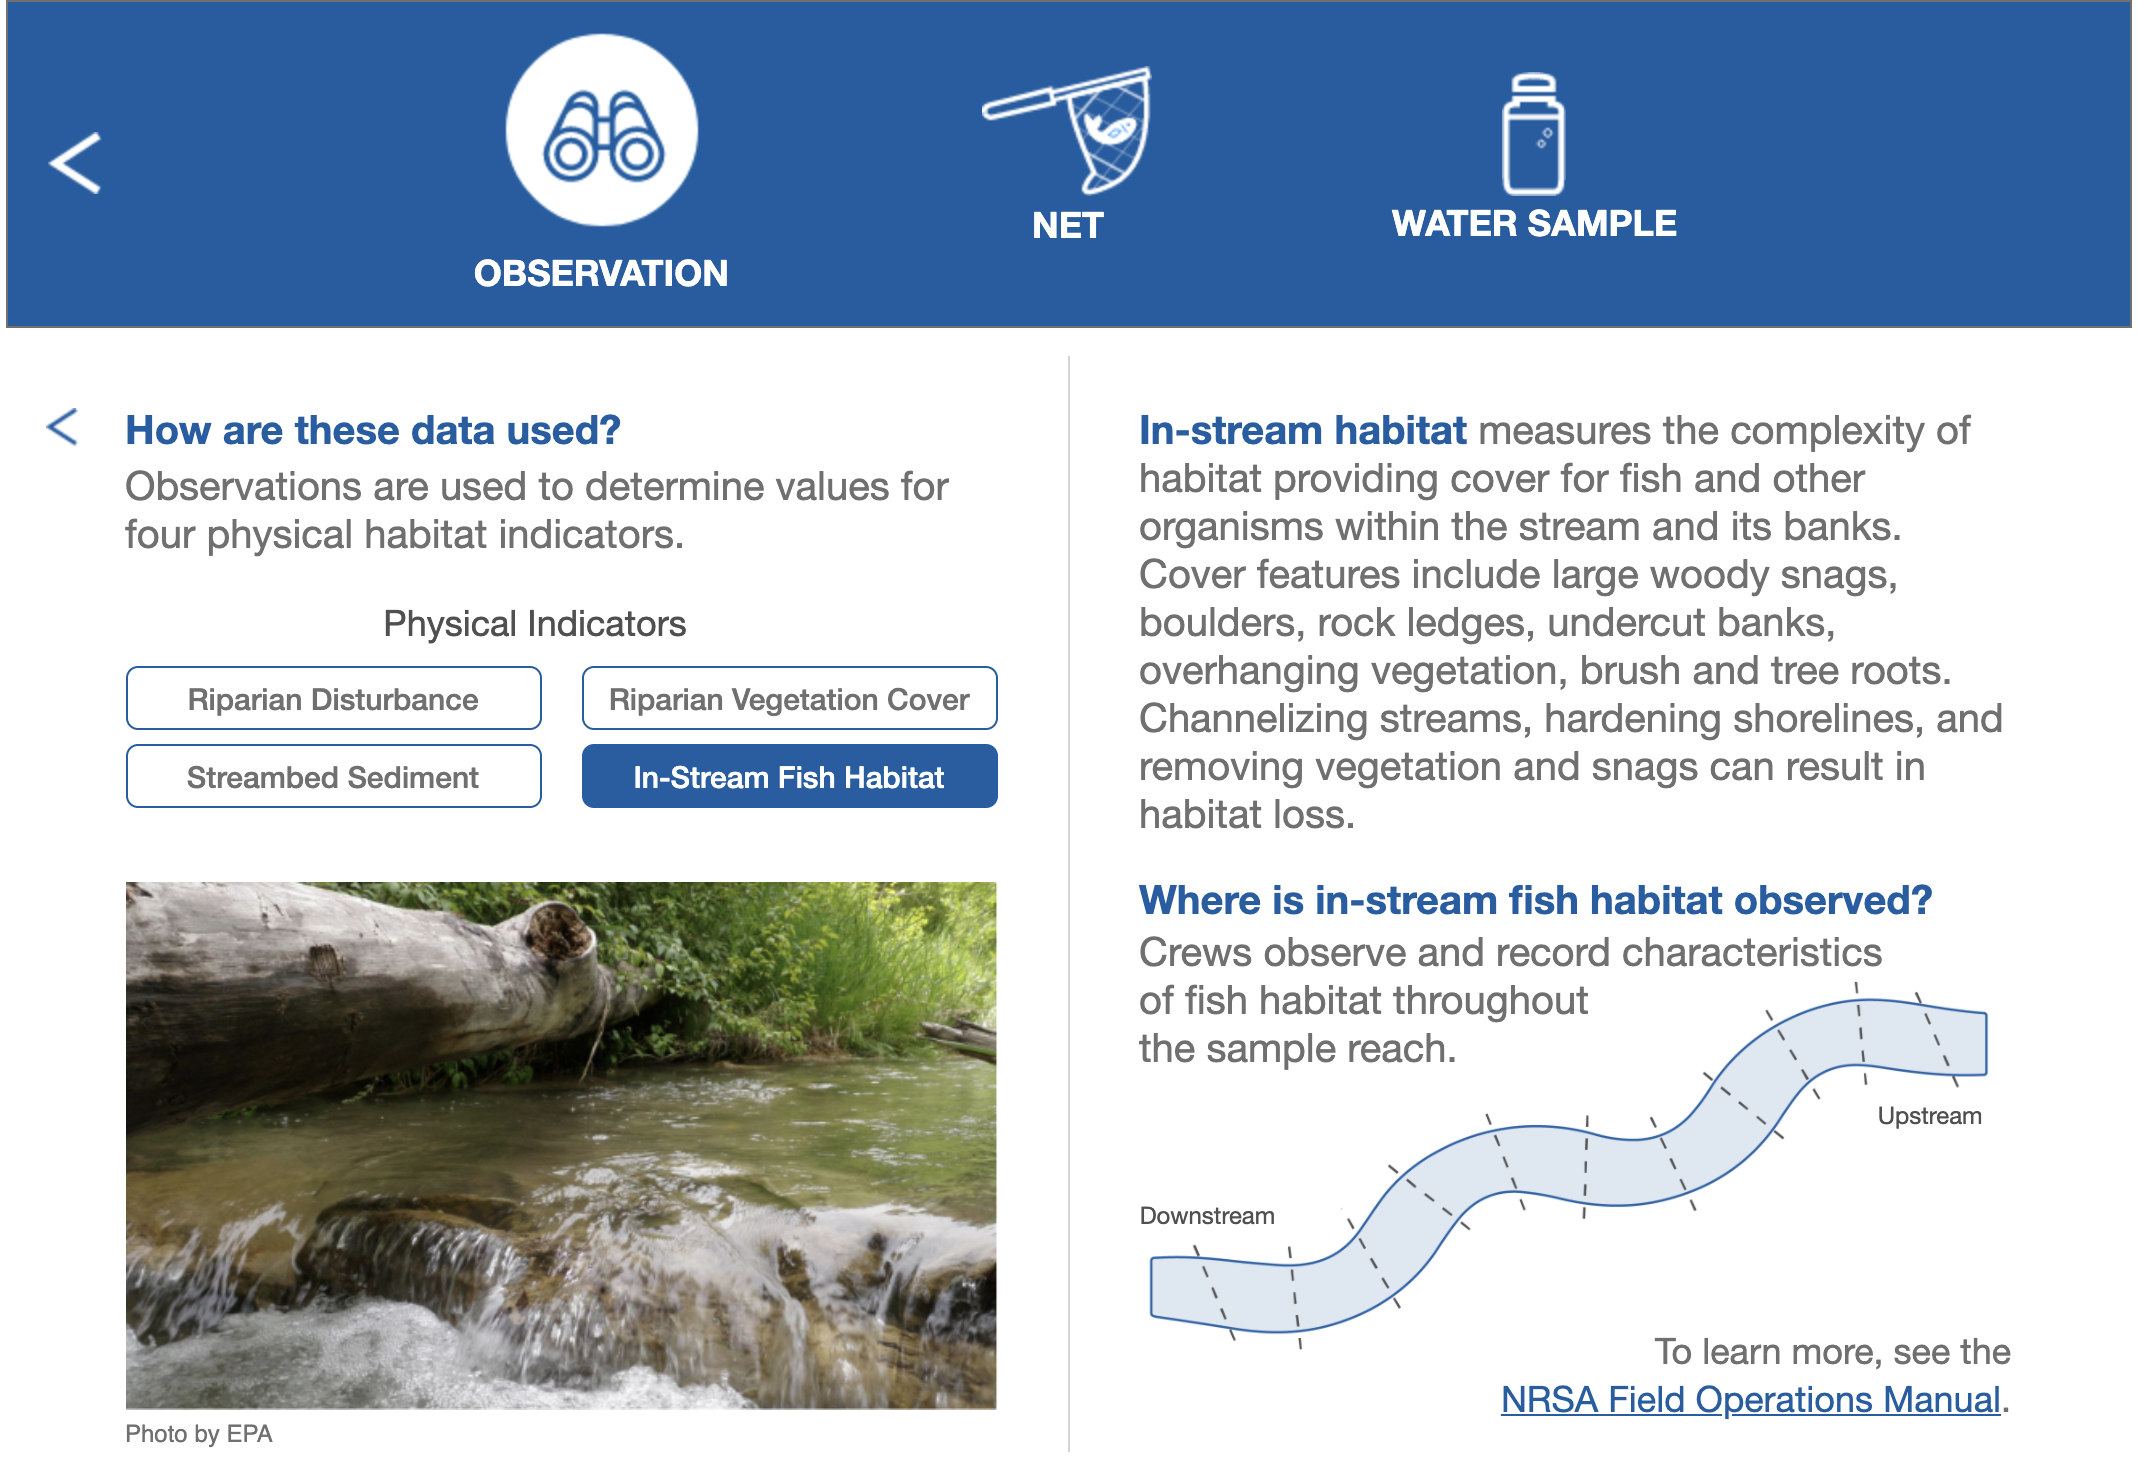 OBSERVATION
NET
WATER SAMPLE
How are these data used?
Observations are used to determine values for
four physical habitat indicators.
Physical Indicators
Riparian Disturbance
Riparian Vegetation Cover
Streambed Sediment
In-Stream Fish Habitat
Photo by EPA
In-stream habitat measures the complexity of
habitat providing cover for fish and other
organisms within the stream and its banks.
Cover features include large woody snags,
boulders, rock ledges, undercut banks,
overhanging vegetation, brush and tree roots.
Channelizing streams, hardening shorelines, and
removing vegetation and snags can result in
habitat loss.
Where is in-stream fish habitat observed?
Crews observe and record characteristics
of fish habitat throughout
the sample reach.
Upstream
Downstream
To learn more, see the
NRSA Field Operations Manual.